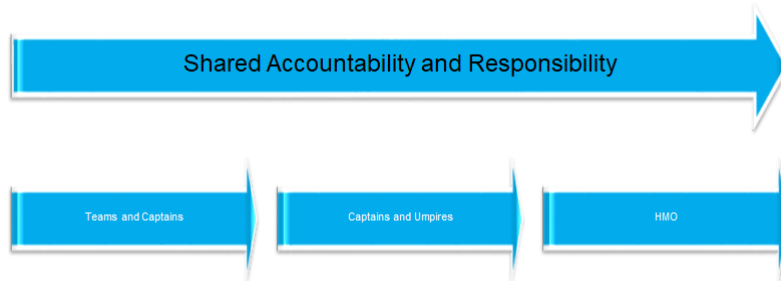 Shared Accountability and Responsibility
Teams and Captains
Captains and Umpires
HMO